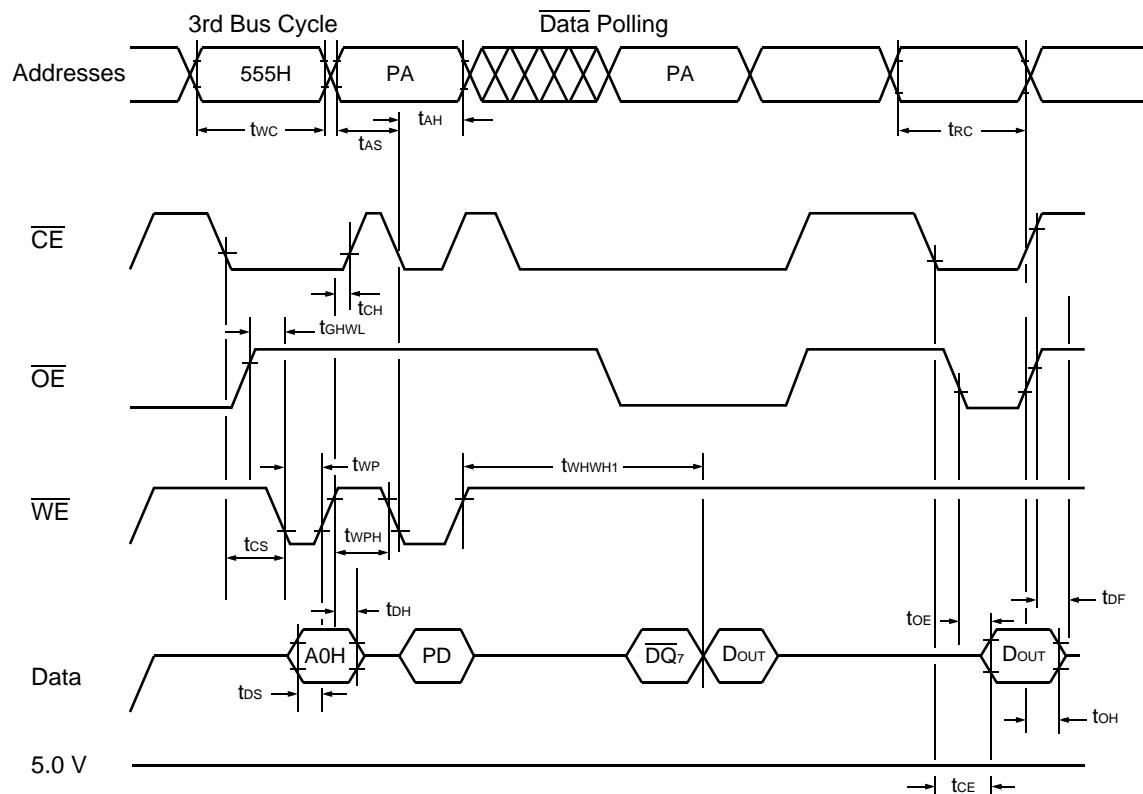 3rd Bus Cycle Data Polling
Addresses 555H PA PA
tWC tAH tAS tRC
CE
tCH
tGHWL
OE
tWP tWHWH1
WE
tCS tWPH
tDH tOE tDF
Data A0H PD DQ7 DOUT DOUT
tDS tOH
5.0 V
tCE